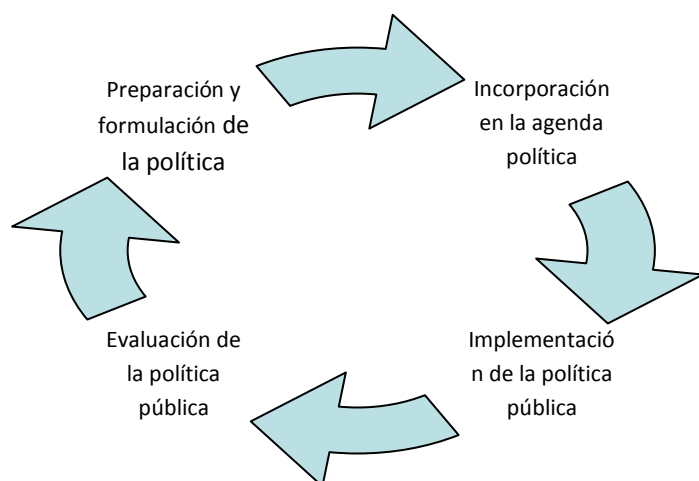 Preparación y
formulación de
la política
Incorporación
en la agenda
política
Evaluación de
la política
pública
Implementació
n de la política
pública